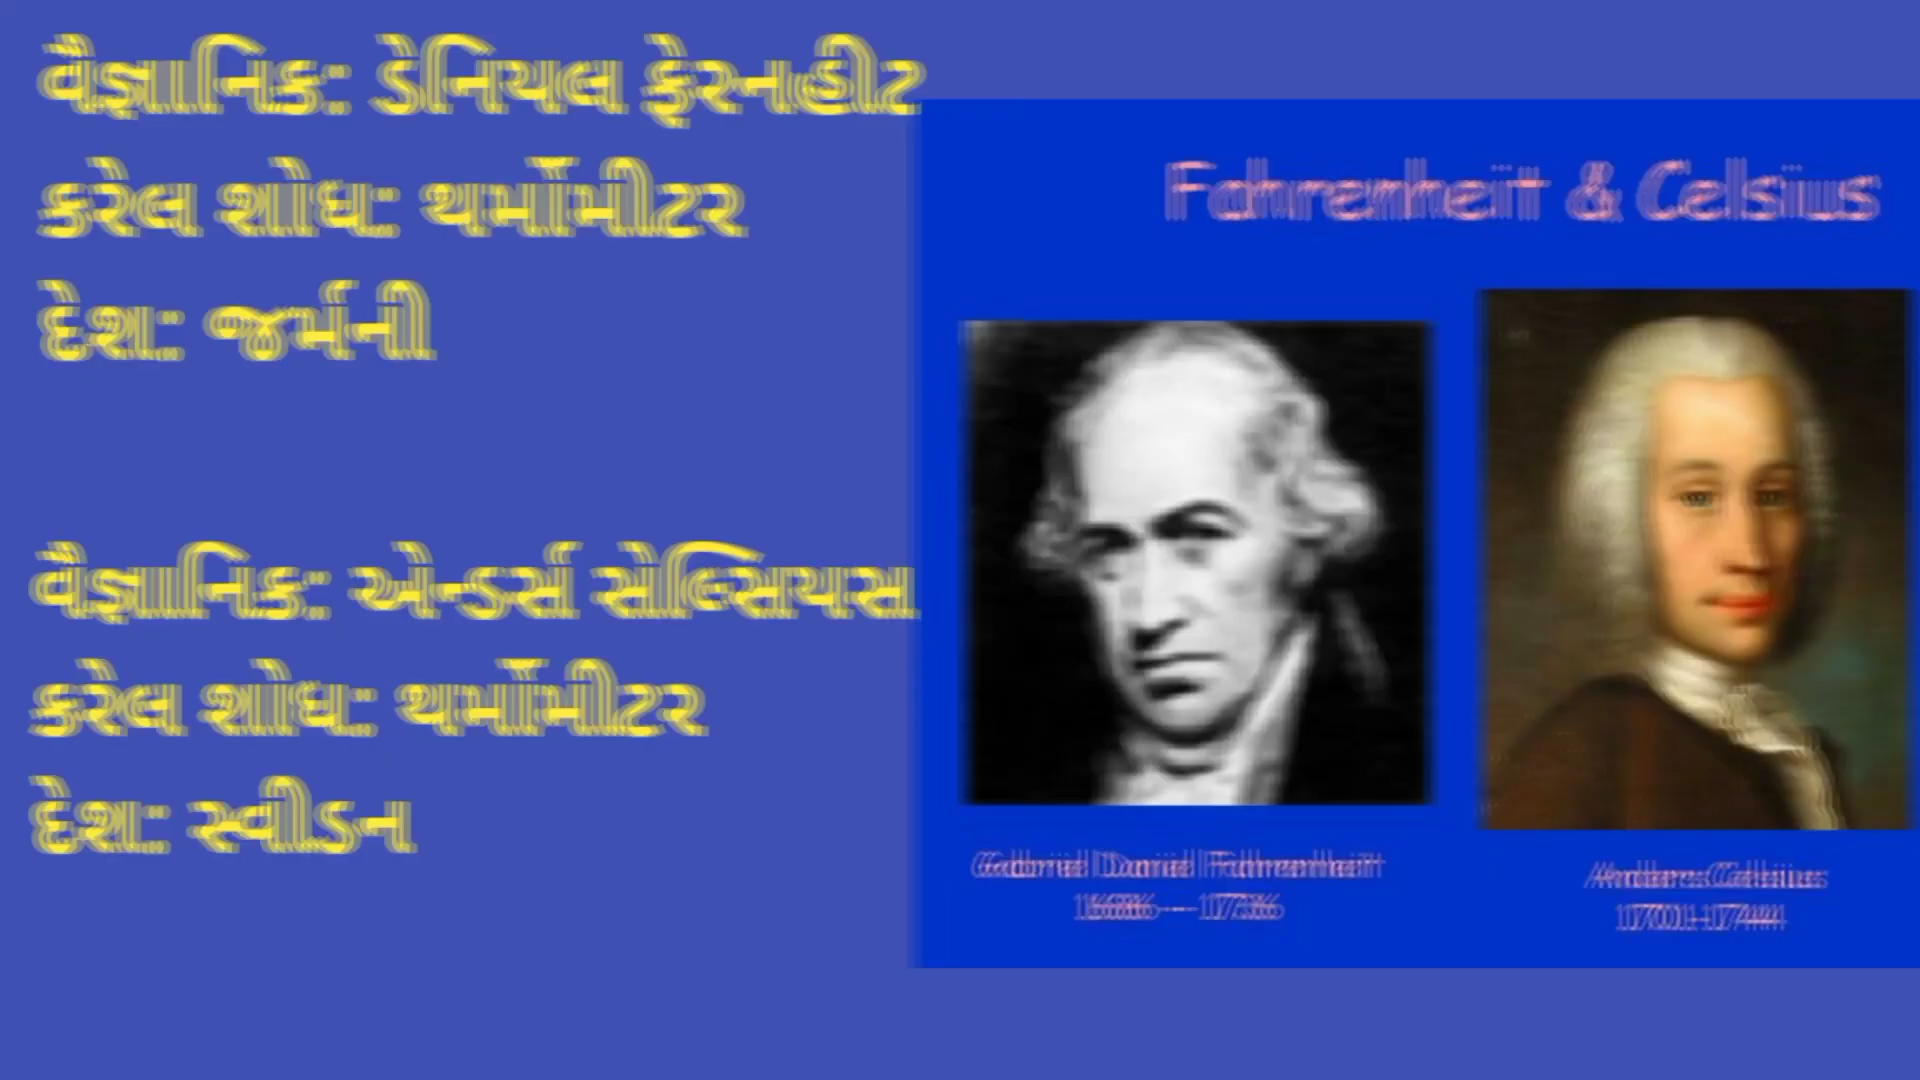 વૈજ્ઞાનિક: ડેનિયલ ફેરનહીટ
કરેલ શોધ: થર્મોમીટર
દેશ: જર્મની
વૈજ્ઞાનિક: એન્ડર્સ સેલ્સિયસ
કરેલ શોધ: થર્મોમીટર
દેશ: સ્વીડન
Fahrenheit & Celsius
Gabriel Daniel Fahrenheit
1686 - 1736
Anders Celsius
1701-1744